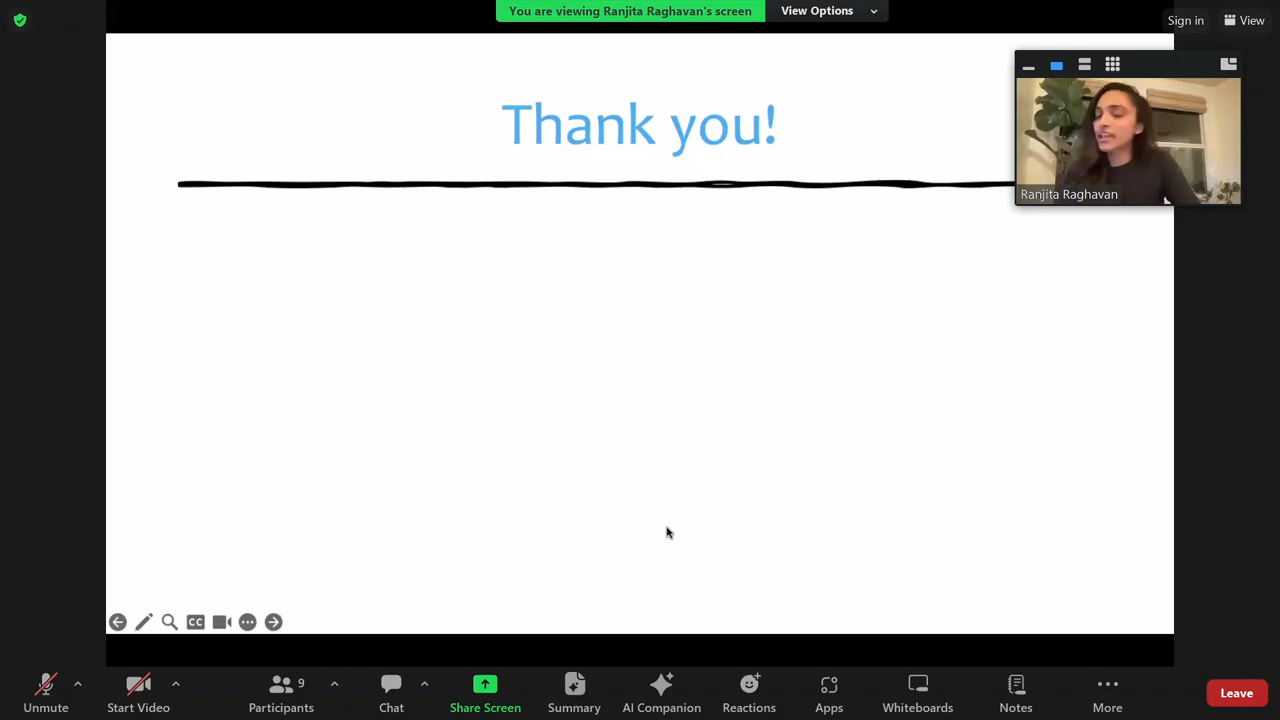 You are viewing Ranjita Raghavan's screen
View Options
Sign in
View
Thank you!
Ranjita Raghavan
CC
Unmute
Start Video
9
Participants
Chat
Share Screen
Summary
AI Companion
Reactions
Apps
Whiteboards
Notes
More
Leave